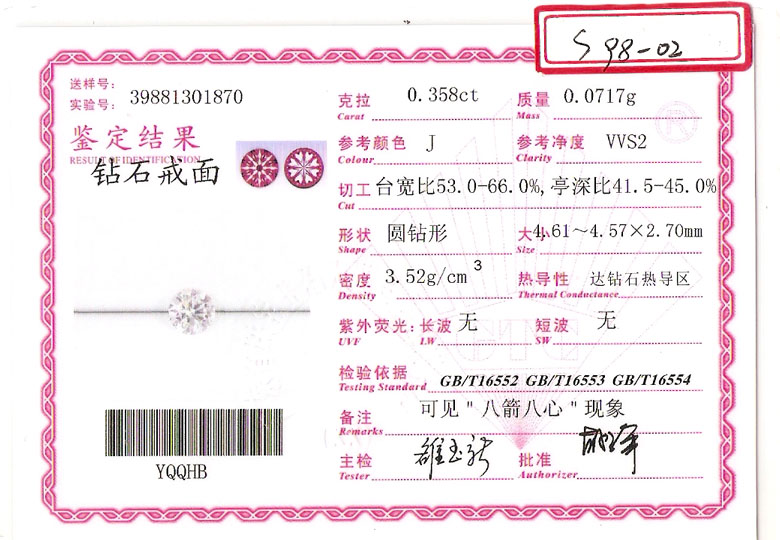 S 98-02
送样号:
实验号: 39881301870
鉴定结果
RESULT OF IDENTIFICATION
钻石戒面
克拉 0.358ct 质量 0.0717g
Carat Mass
参考颜色 J 参考净度 VVS2
Colour Clarity
切工 台宽比53.0-66.0%,亭深比41.5-45.0%
Cut
形状 圆钻形 大小 4.61～4.57×2.70mm
Shape Size
密度 3.52g/cm³ 热导性 达钻石热导区
Density Thermal Conductance
紫外荧光: 长波 无 短波 无
UVF LW SW
检验依据 GB/T16552 GB/T16553 GB/T16554
Testing Standard
备注 可见"八箭八心"现象
Remarks
主检 批准
Tester Authorizer
YQQHB